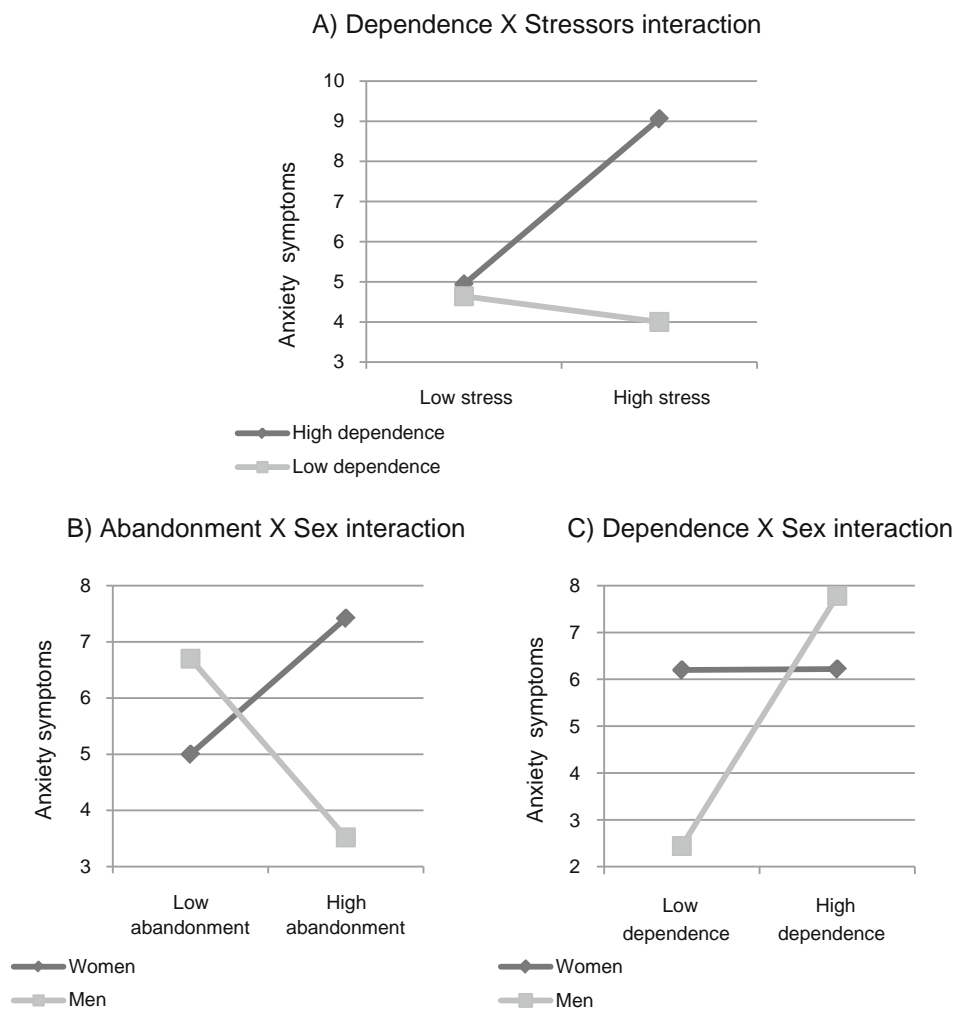 A) Dependence X Stressors interaction
10
9
8
7
6
5
4
3
Anxiety symptoms
Low stress
High stress
High dependence
Low dependence
B) Abandonment X Sex interaction
8
7
6
5
4
3
Anxiety symptoms
Low
abandonment
High
abandonment
Women
Men
C) Dependence X Sex interaction
8
7
6
5
4
3
2
Anxiety symptoms
Low
dependence
High
dependence
Women
Men